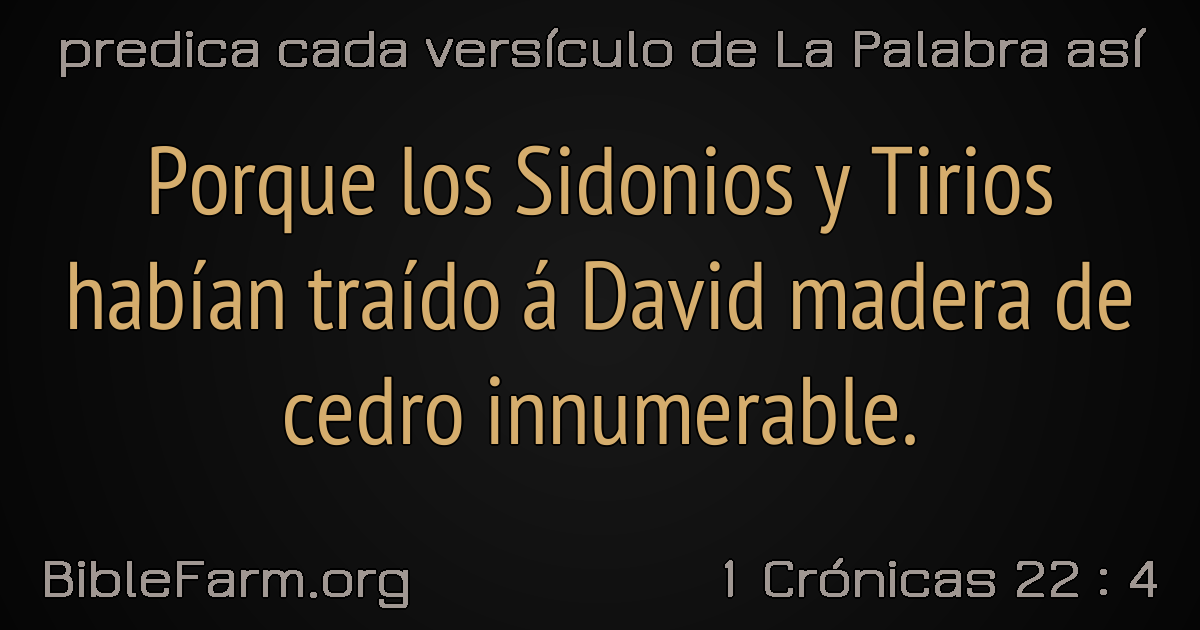 predica cada versículo de La Palabra así
Porque los Sidonios y Tirios
habían traído á David madera de
cedro innumerable.
BibleFarm.org
1 Crónicas 22 : 4